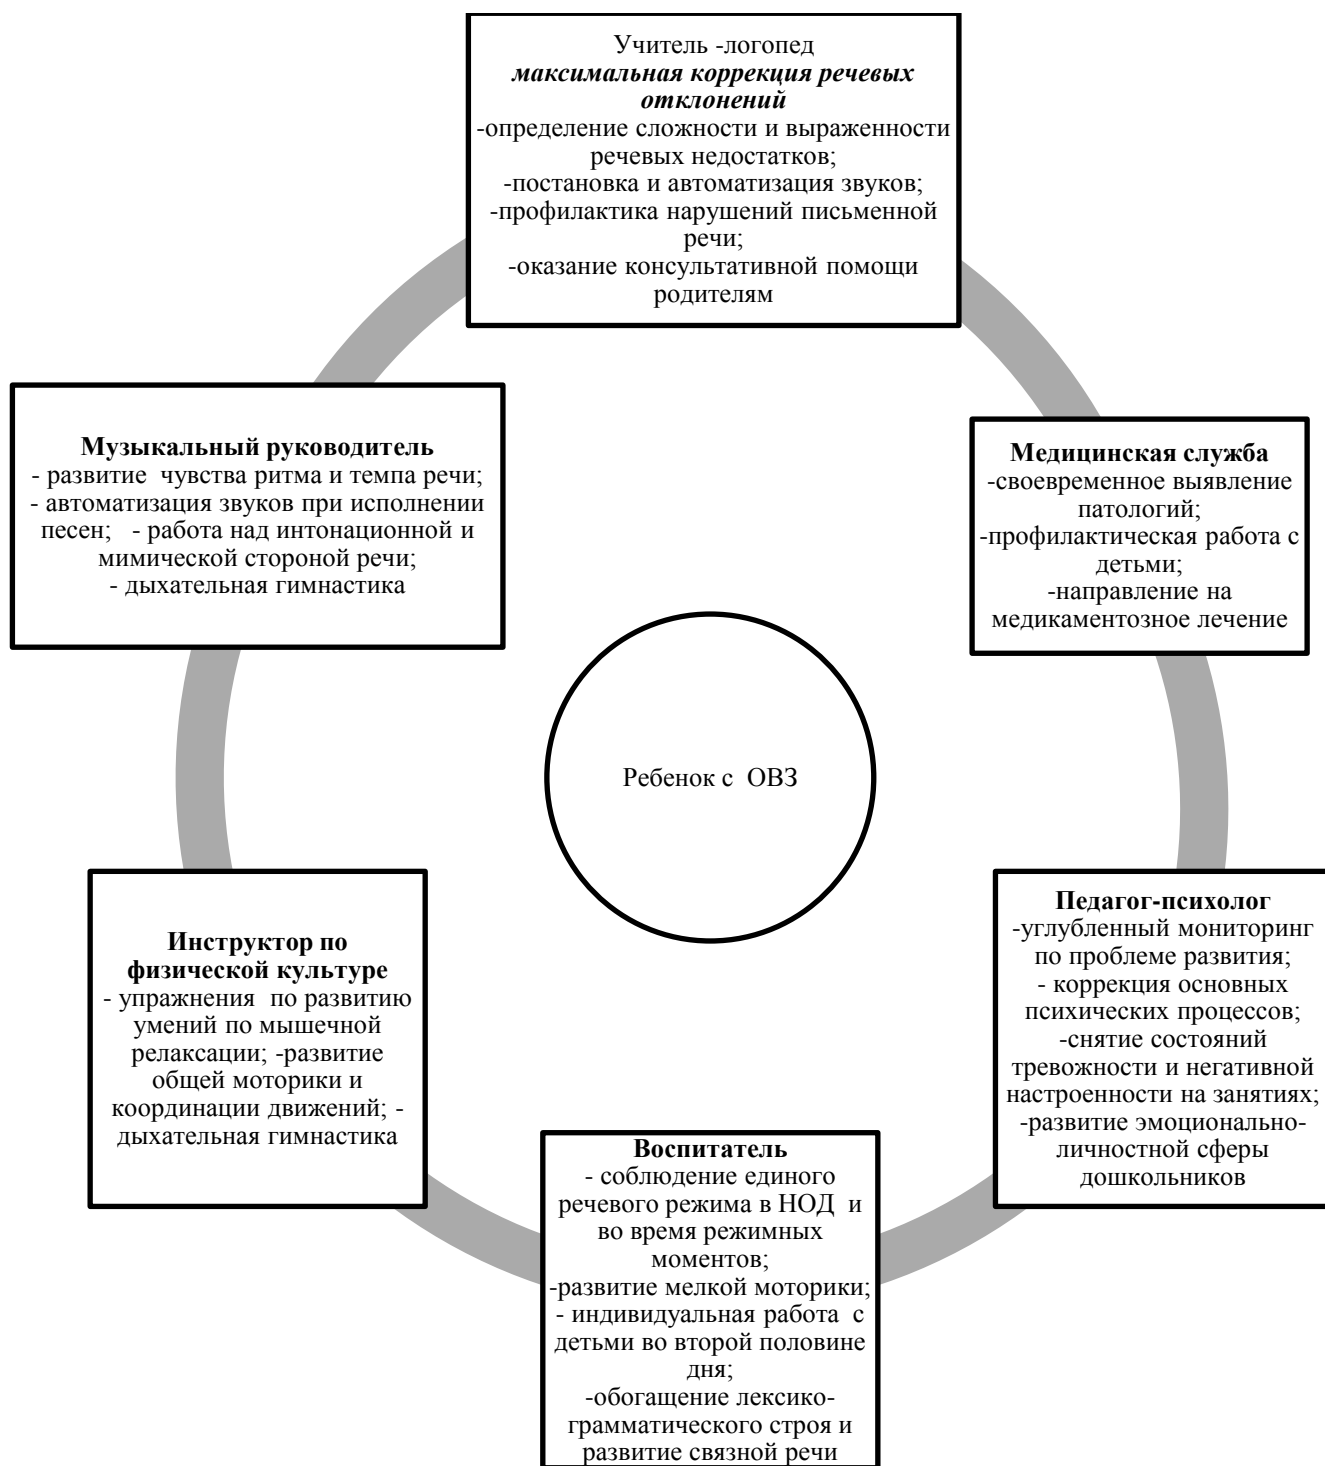 Учитель -логопед
максимальная коррекция речевых
отклонений
-определение сложности и выраженности
речевых недостатков;
-постановка и автоматизация звуков;
-профилактика нарушений письменной
речи;
-оказание консультативной помощи
родителям
Музыкальный руководитель
- развитие чувства ритма и темпа речи;
- автоматизация звуков при исполнении
песен; - работа над интонационной и
мимической стороной речи;
- дыхательная гимнастика
Медицинская служба
-своевременное выявление
патологий;
-профилактическая работа с
детьми;
-направление на
медикаментозное лечение
Ребенок с ОВЗ
Инструктор по
физической культуре
- упражнения по развитию
умений по мышечной
релаксации; -развитие
общей моторики и
координации движений; -
дыхательная гимнастика
Педагог-психолог
-углубленный мониторинг
по проблеме развития;
- коррекция основных
психических процессов;
-снятие состояний
тревожности и негативной
настроенности на занятиях;
-развитие эмоционально-
личностной сферы
дошкольников
Воспитатель
- соблюдение единого
речевого режима в НОД и
во время режимных
моментов;
-развитие мелкой моторики;
- индивидуальная работа с
детьми во второй половине
дня;
-обогащение лексико-
грамматического строя и
развитие связной речи